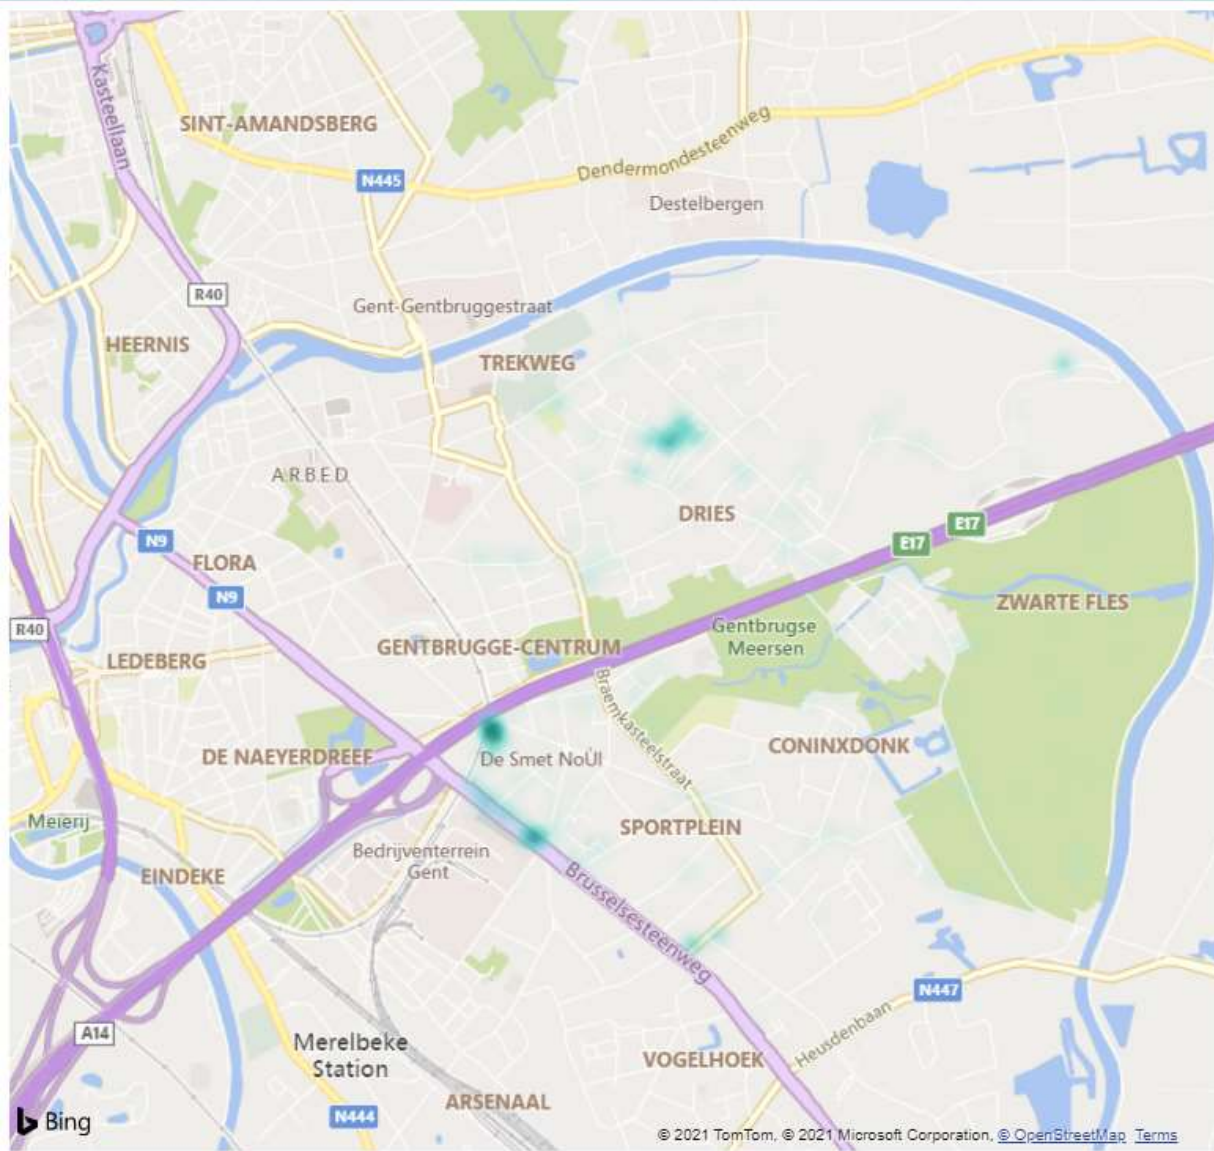 Kasteellaan
SINT-AMANDSBERG
Dendermondesteenweg
N445
Destelbergen
R40
Gent-Gentbruggestraat
HEERNIS
TREKWEG
A.R.B.E.D.
DRIES
E17
E17
N9
FLORA
N9
ZWARTE FLES
R40
Gentbrugse
Meersen
GENTBRUGGE-CENTRUM
LEDEBERG
Braemkasteelstraat
DE NAEYERDREEF
De Smet NoÙl
CONINXDONK
Meierij
SPORTPLEIN
Bedrijventerrein
Gent
EINDEKE
Brusselsesteenweg
N447
A14
Heusdenbaan
Merelbeke
Station
VOGELHOEK
ARSENAAL
N444
Bing
© 2021 TomTom, © 2021 Microsoft Corporation, © OpenStreetMap Terms